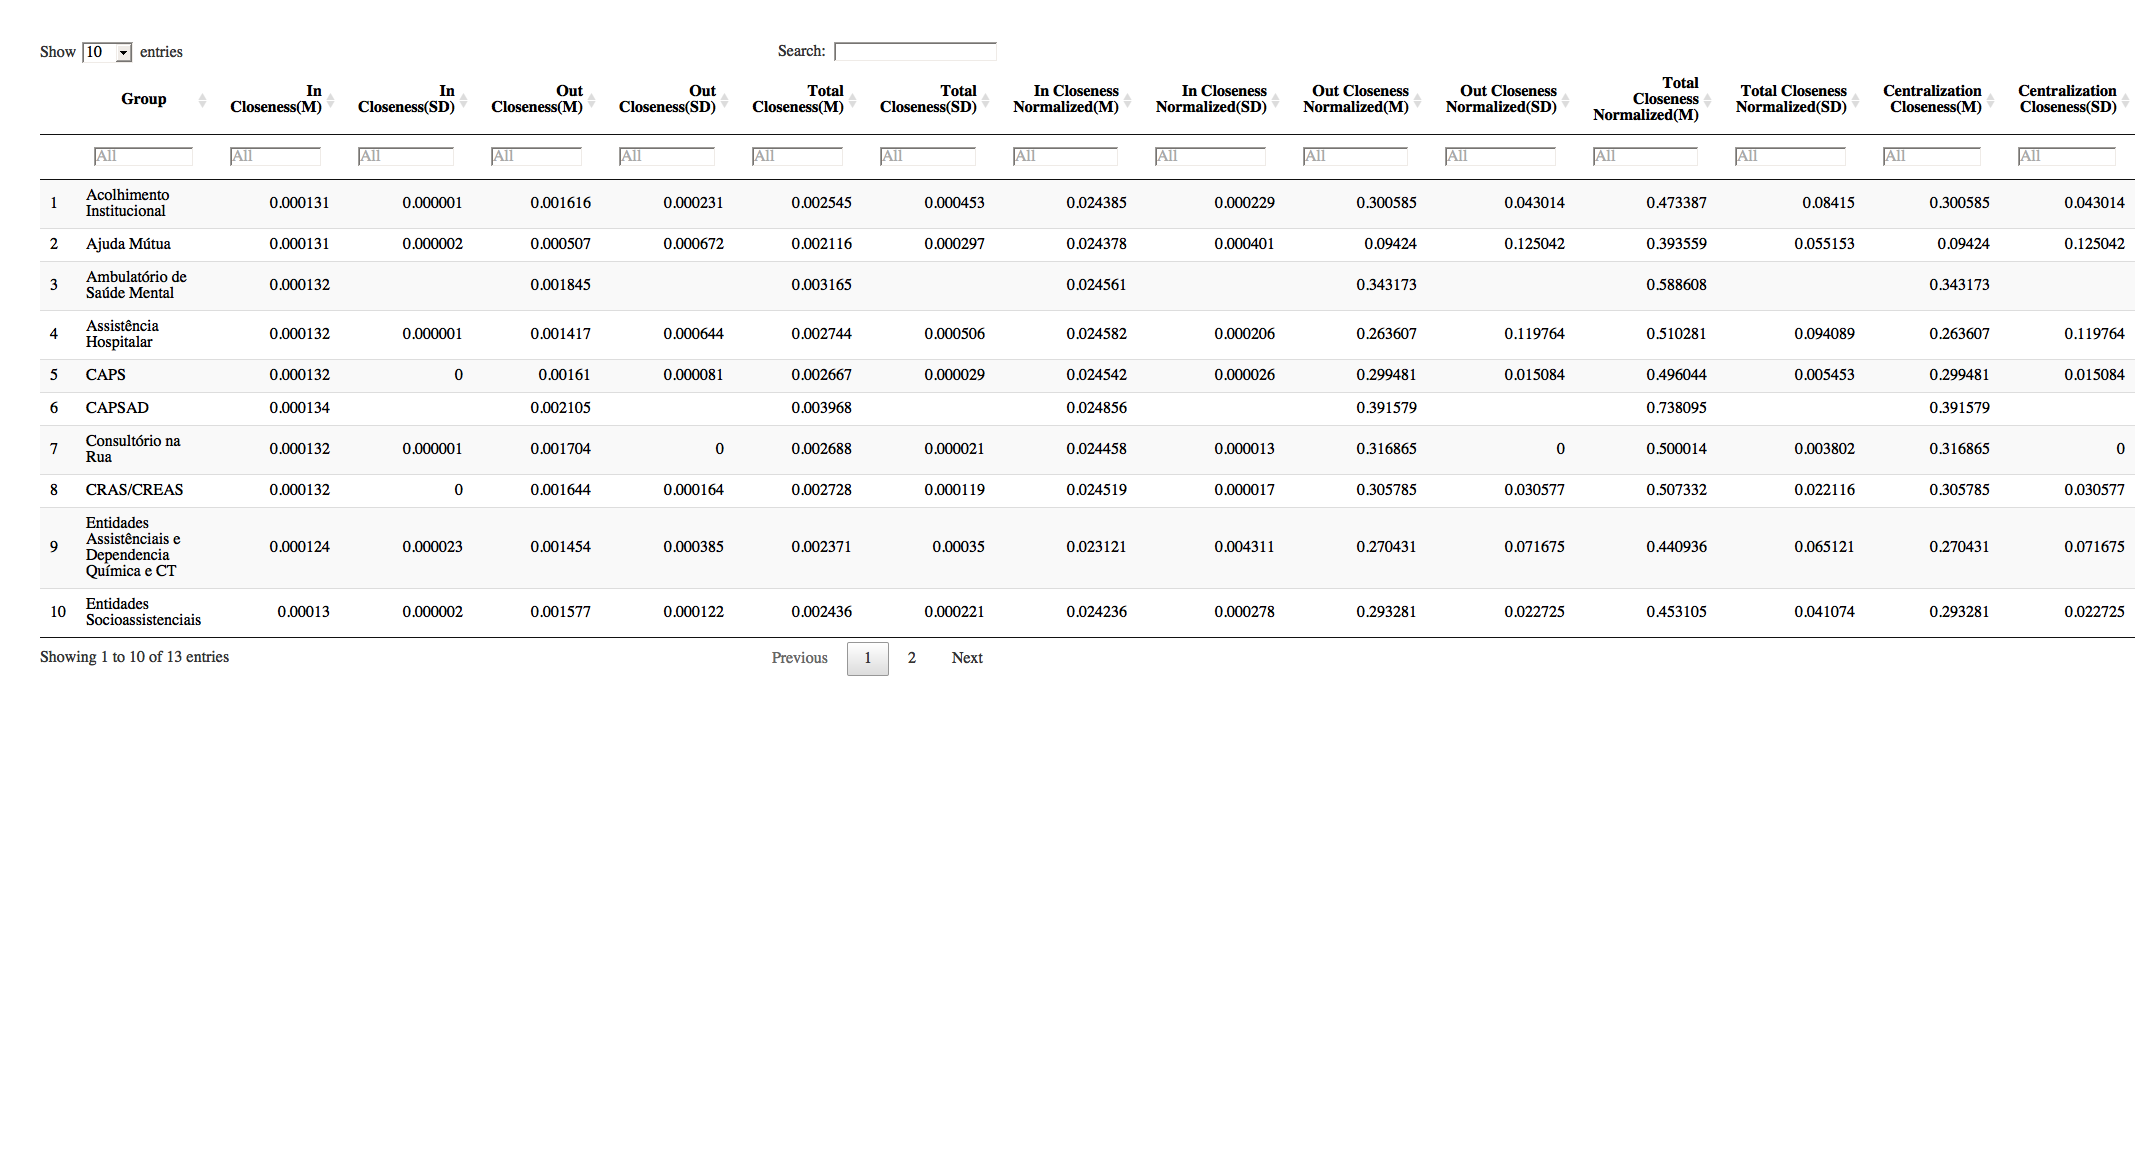 Show 10 entries Search:
Group In Closeness(M) In Closeness(SD) Out Closeness(M) Out Closeness(SD) Total Closeness(M) Total Closeness(SD) In Closeness Normalized(M) In Closeness Normalized(SD) Out Closeness Normalized(M) Out Closeness Normalized(SD) Total Closeness Normalized(M) Total Closeness Normalized(SD) Centralization Closeness(M) Centralization Closeness(SD)
All All All All All All All All All All All All All All All
1 Acolhimento Institucional 0.000131 0.000001 0.001616 0.000231 0.002545 0.000453 0.024385 0.000229 0.300585 0.043014 0.473387 0.08415 0.300585 0.043014
2 Ajuda Mútua 0.000131 0.000002 0.000507 0.000672 0.002116 0.000297 0.024378 0.000401 0.09424 0.125042 0.393559 0.055153 0.09424 0.125042
3 Ambulatório de Saúde Mental 0.000132 0.001845 0.003165 0.024561 0.343173 0.588608 0.343173
4 Assistência Hospitalar 0.000132 0.000001 0.001417 0.000644 0.002744 0.000506 0.024582 0.000206 0.263607 0.119764 0.510281 0.094089 0.263607 0.119764
5 CAPS 0.000132 0 0.00161 0.000081 0.002667 0.000029 0.024542 0.000026 0.299481 0.015084 0.496044 0.005453 0.299481 0.015084
6 CAPSAD 0.000134 0.002105 0.003968 0.024856 0.391579 0.738095 0.391579
7 Consultório na Rua 0.000132 0.000001 0.001704 0 0.002688 0.000021 0.024458 0.000013 0.316865 0 0.500014 0.003802 0.316865 0
8 CRAS/CREAS 0.000132 0 0.001644 0.000164 0.002728 0.000119 0.024519 0.000017 0.305785 0.030577 0.507332 0.022116 0.305785 0.030577
9 Entidades Assistênciais e Dependencia Química e CT 0.000124 0.000023 0.001454 0.000385 0.002371 0.00035 0.023121 0.004311 0.270431 0.071675 0.440936 0.065121 0.270431 0.071675
10 Entidades Socioassistenciais 0.00013 0.000002 0.001577 0.000122 0.002436 0.000221 0.024236 0.000278 0.293281 0.022725 0.453105 0.041074 0.293281 0.022725
Showing 1 to 10 of 13 entries Previous 1 2 Next